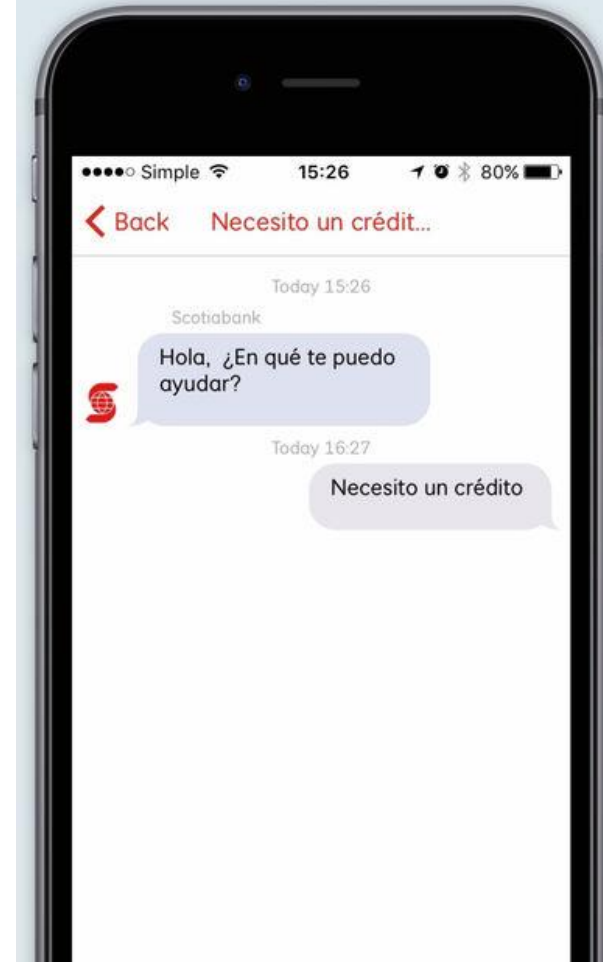 Simple 15:26 80%
Back Necesito un crédit...
Today 15:26
Scotiabank
Hola, ¿En qué te puedo
ayudar?
Today 16:27
Necesito un crédito